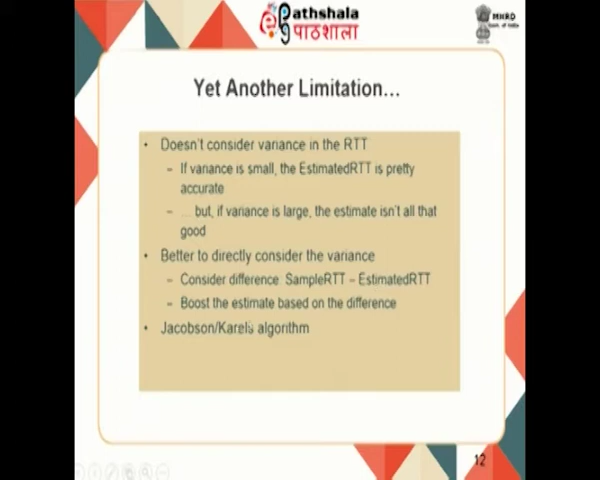 ePathshala
पाठशाला
MHRD
Yet Another Limitation...
• Doesn't consider variance in the RTT
– If variance is small, the EstimatedRTT is pretty
accurate
– ... but, if variance is large, the estimate isn't all that
good
• Better to directly consider the variance
– Consider difference: SampleRTT – EstimatedRTT
– Boost the estimate based on the difference
• Jacobson/Karels algorithm
12